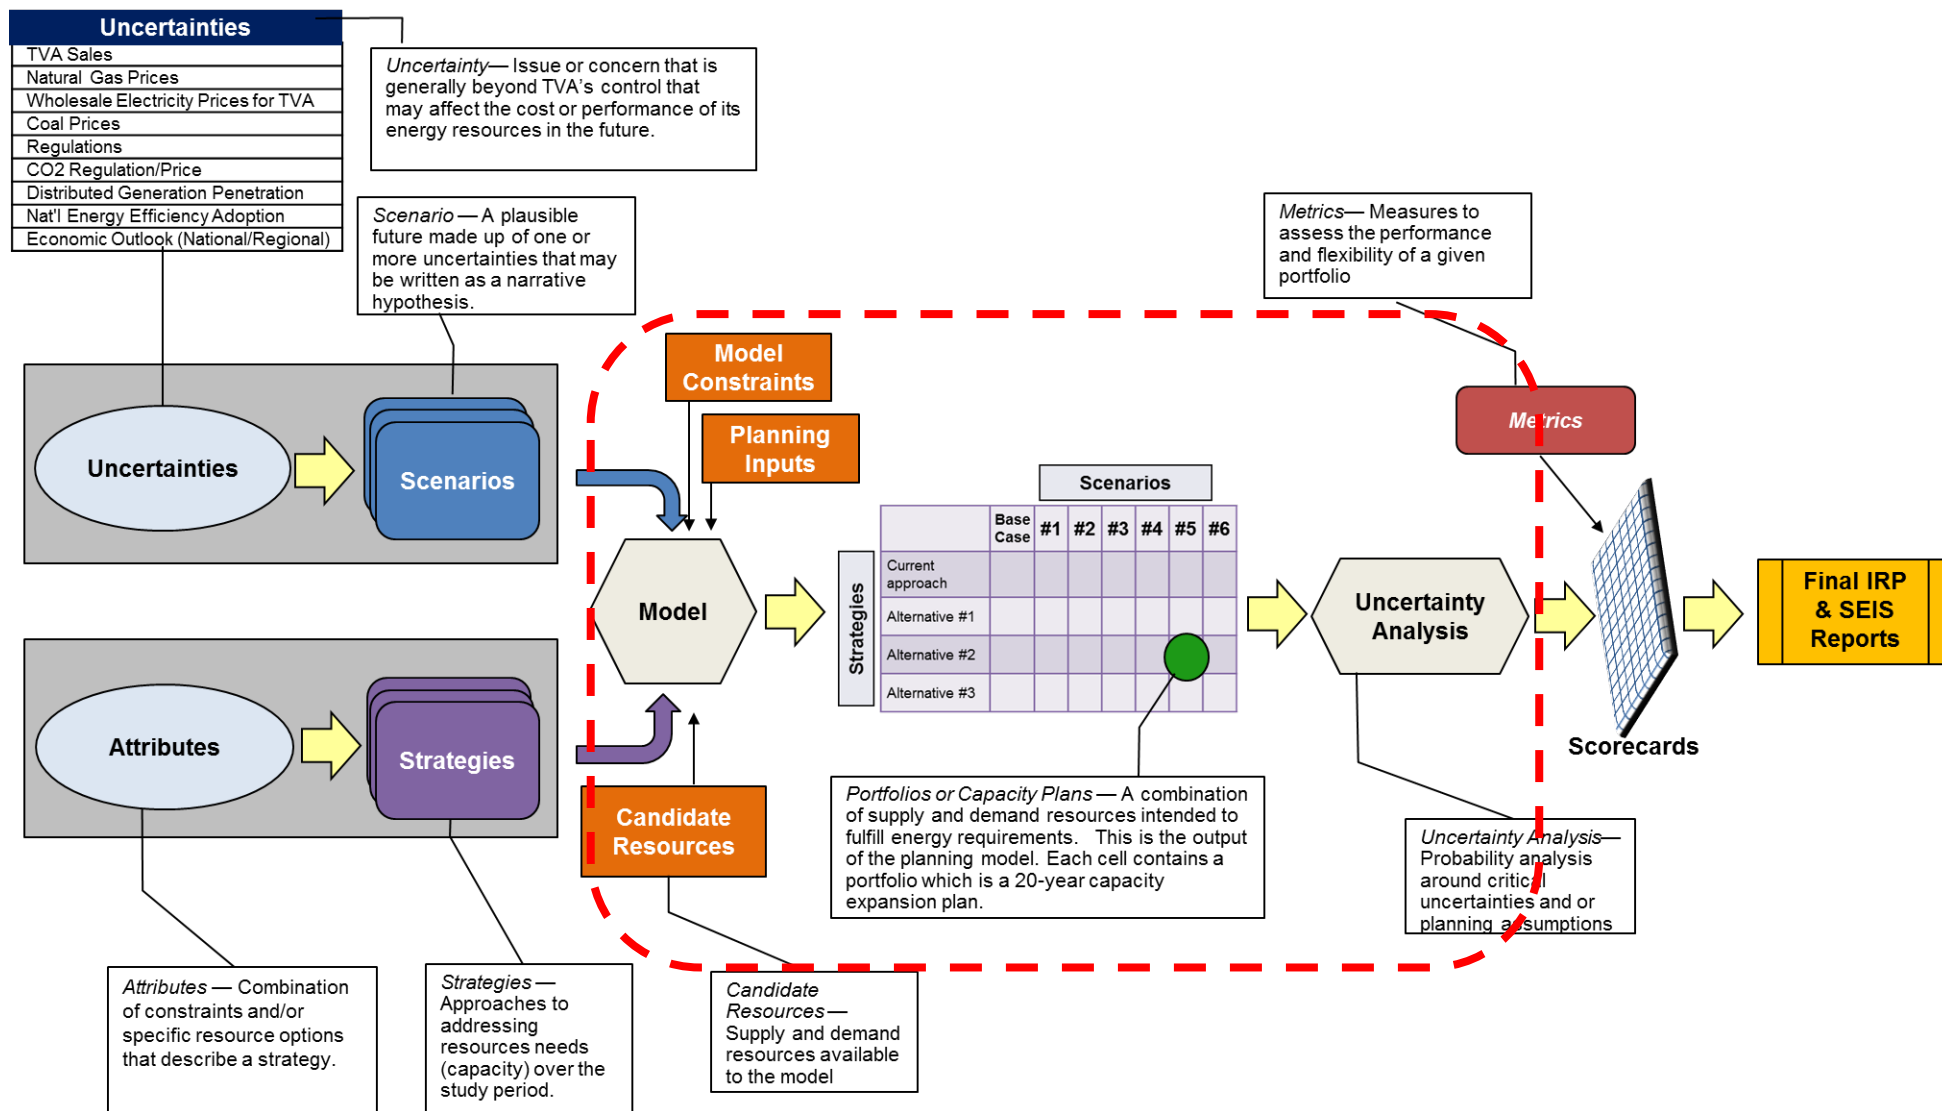 Uncertainties
TVA Sales
Natural Gas Prices
Wholesale Electricity Prices for TVA
Coal Prices
Regulations
CO2 Regulation/Price
Distributed Generation Penetration
Nat'l Energy Efficiency Adoption
Economic Outlook (National/Regional)
Uncertainty— Issue or concern that is
generally beyond TVA's control that
may affect the cost or performance of its
energy resources in the future.
Scenario — A plausible
future made up of one or
more uncertainties that may
be written as a narrative
hypothesis.
Metrics— Measures to
assess the performance
and flexibility of a given
portfolio
Model
Constraints
Planning
Inputs
Metrics
Uncertainties
Scenarios
Scenarios
Base
Case
#1
#2
#3
#4
#5
#6
Strategies
Current
approach
Alternative #1
Alternative #2
Alternative #3
Model
Uncertainty
Analysis
Final IRP
& SEIS
Reports
Scorecards
Attributes
Strategies
Candidate
Resources
Portfolios or Capacity Plans — A combination
of supply and demand resources intended to
fulfill energy requirements. This is the output
of the planning model. Each cell contains a
portfolio which is a 20-year capacity
expansion plan.
Uncertainty Analysis—
Probability analysis
around critical
uncertainties and or
planning assumptions
Attributes — Combination
of constraints and/or
specific resource options
that describe a strategy.
Strategies —
Approaches to
addressing
resources needs
(capacity) over the
study period.
Candidate
Resources —
Supply and demand
resources available
to the model